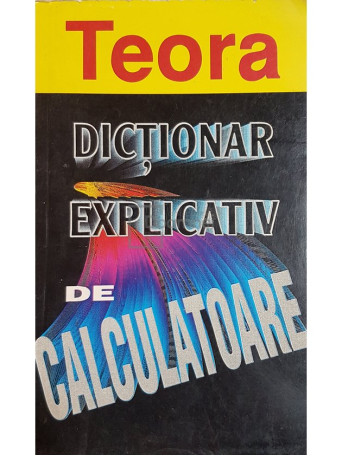 Teora
DICȚIONAR
EXPLICATIV
DE
CALCULATOARE